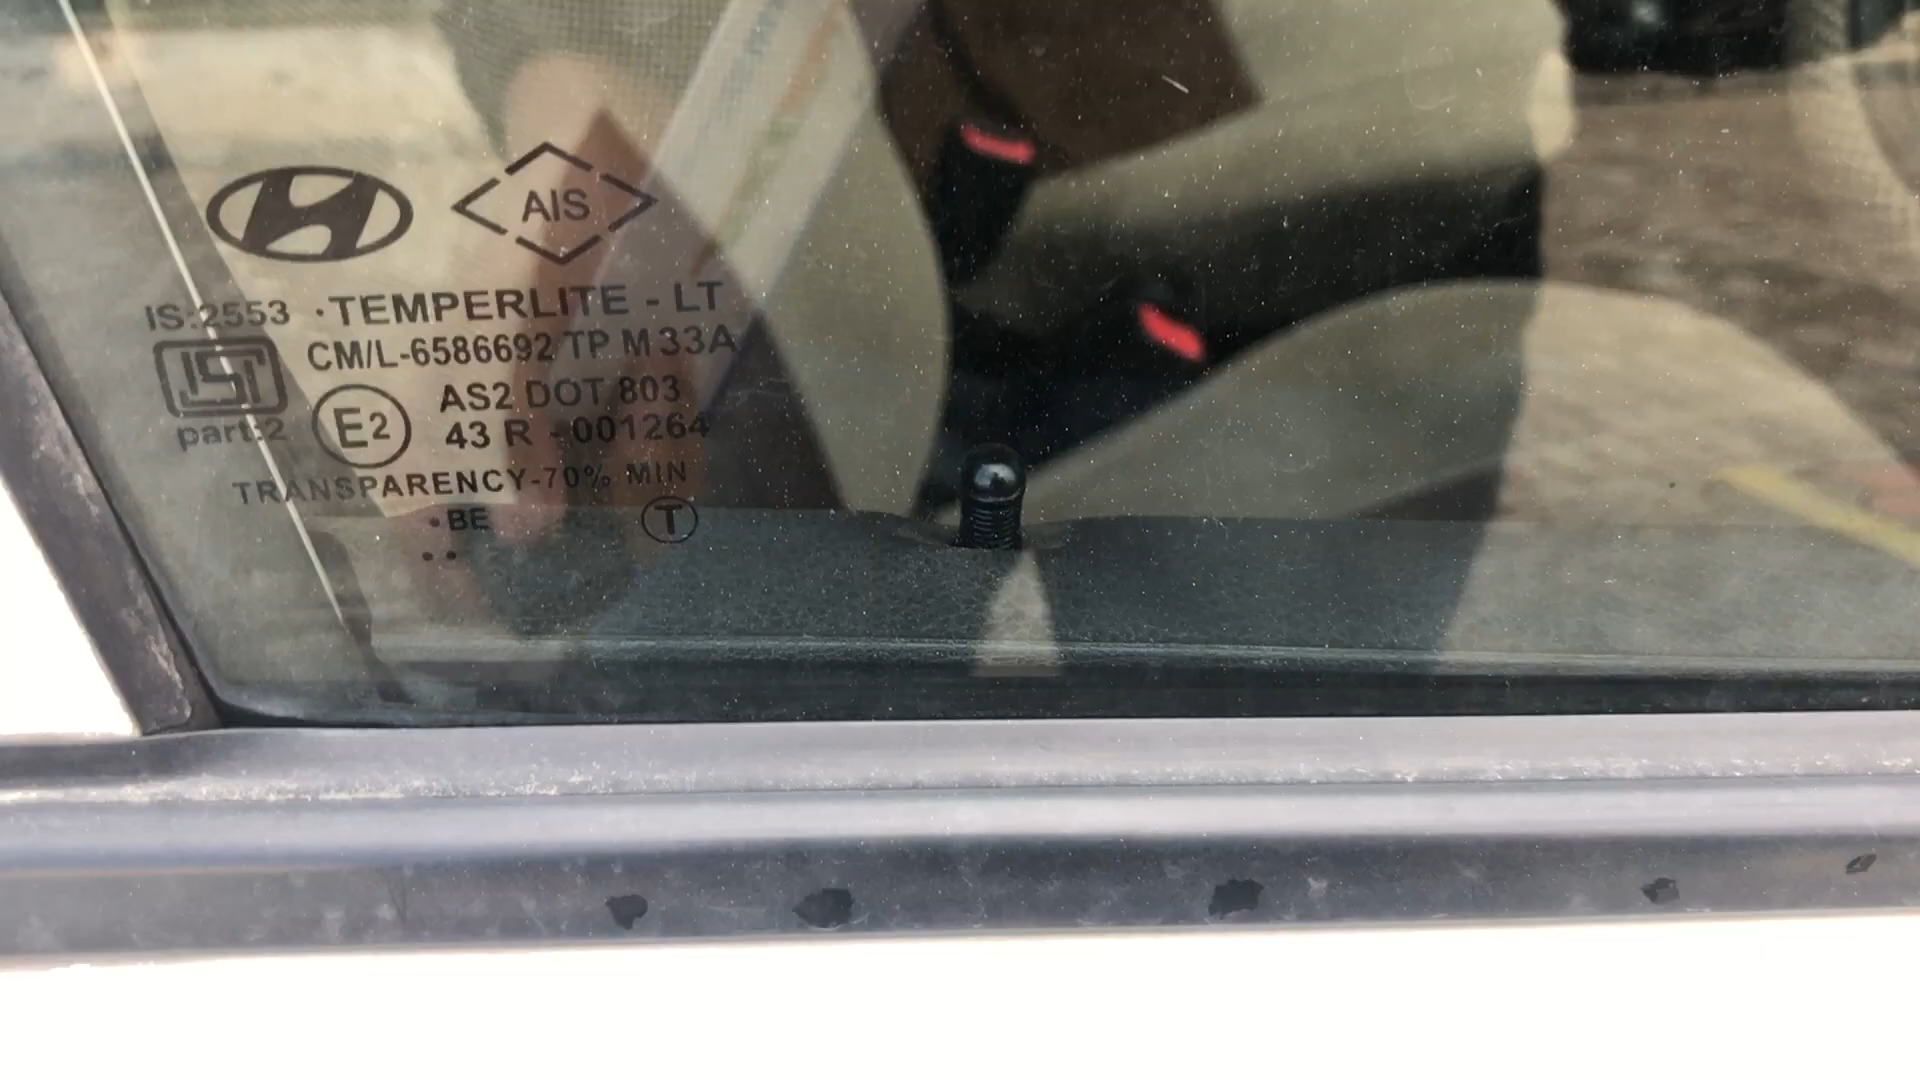 AIS
IS:2553 ·TEMPERLITE - LT
CM/L-6586692 TP M 33A
ISI
AS2 DOT 803
part:2 E2 43 R - 001264
TRANSPARENCY-70% MIN
·BE T
··